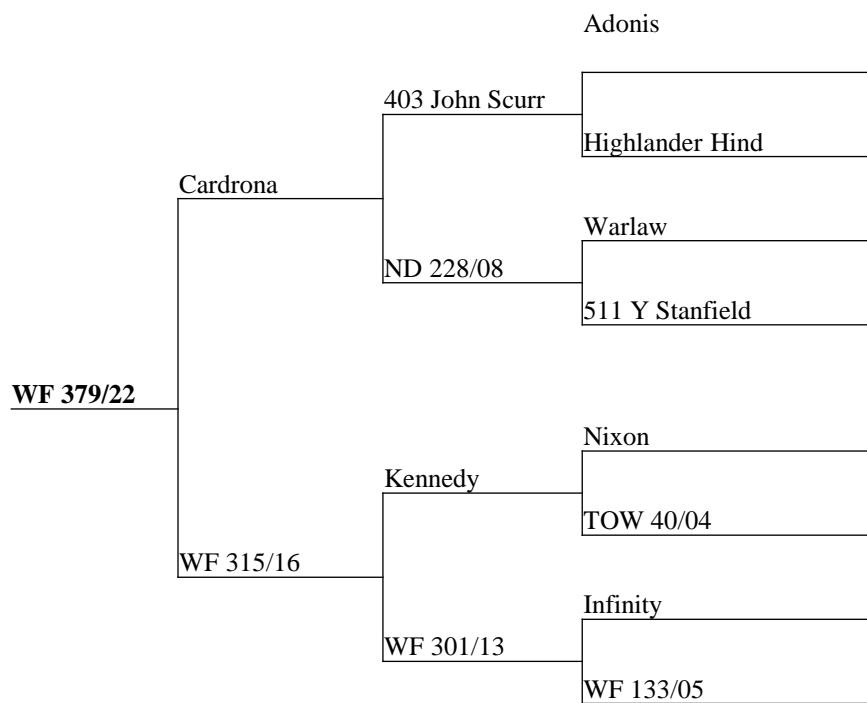 Adonis
403 John Scurr
Highlander Hind
Cardrona
Warlaw
ND 228/08
511 Y Stanfield
WF 379/22
Nixon
Kennedy
TOW 40/04
WF 315/16
Infinity
WF 301/13
WF 133/05